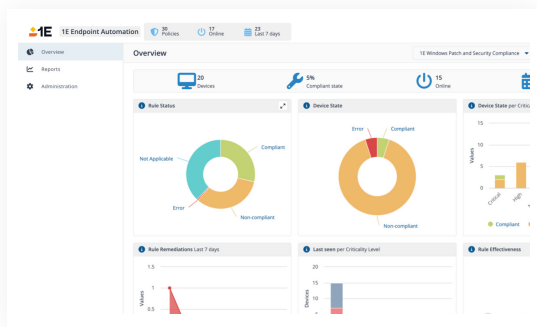 1E
1E Endpoint Automation
30 Policies
17 Online
23 Last 7 days
Overview
Reports
Administration
Overview
1E Windows Patch and Security Compliance
20
Devices
5%
Compliant state
15
Online
Rule Status
Compliant
Not Applicable
Error
Non-compliant
Device State
Error
Compliant
Non-compliant
Device State per Critic
15
10
5
0
Values
Critical
High
Compliant
Rule Remediations Last 7 days
1.5
1
0.5
Values
Last seen per Criticality Level
20
15
10
Devices
Rule Effectiveness